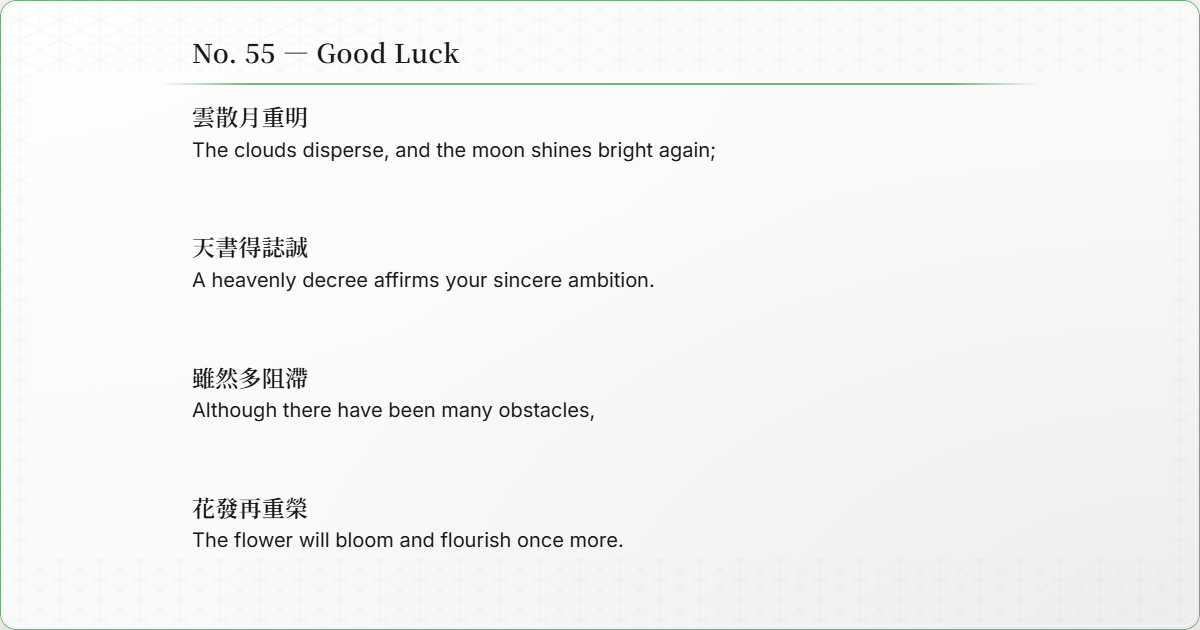 No. 55 — Good Luck
雲散月重明
The clouds disperse, and the moon shines bright again;
天書得誌誠
A heavenly decree affirms your sincere ambition.
雖然多阻滯
Although there have been many obstacles,
花發再重榮
The flower will bloom and flourish once more.